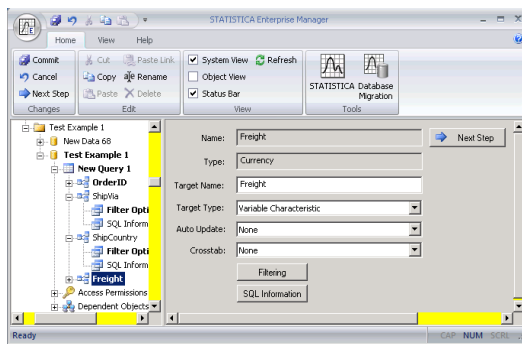 STATISTICA Enterprise Manager
Home View Help
Commit
Cancel
Next Step
Changes
Cut Paste Link
Copy Rename
Paste Delete
Edit
System View Refresh
Object View
Status Bar
View
STATISTICA Database Migration
Tools
Test Example 1
New Data 68
Test Example 1
New Query 1
OrderID
ShipVia
Filter Opti
SQL Inform
ShipCountry
Filter Opti
SQL Inform
Freight
Access Permissions
Dependent Objects
Name: Freight
Next Step
Type: Currency
Target Name: Freight
Target Type: Variable Characteristic
Auto Update: None
Crosstab: None
Filtering
SQL Information
Ready
CAP NUM SCRL